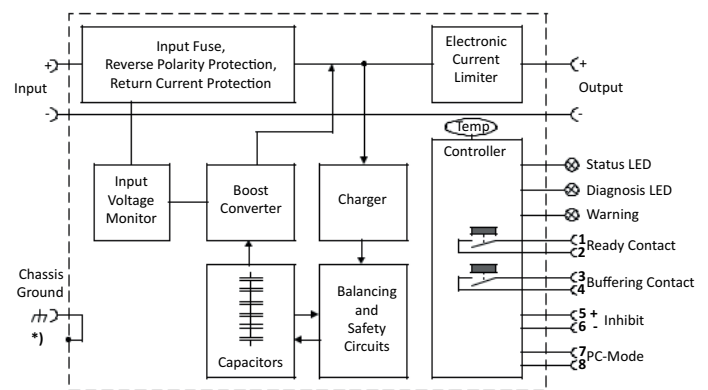 Input Fuse,
Reverse Polarity Protection,
Return Current Protection
Electronic
Current
Limiter
+
Input
-
+
Output
-
Temp
Controller
Input
Voltage
Monitor
Boost
Converter
Charger
Status LED
Diagnosis LED
Warning
1
2
Ready Contact
3
4
Buffering Contact
Chassis
Ground
*)
Capacitors
Balancing
and
Safety
Circuits
5 +
6 -
Inhibit
7
8
PC-Mode